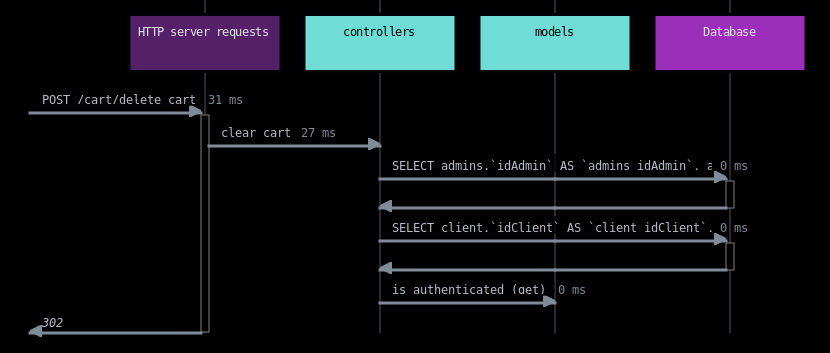 HTTP server requests
controllers
models
Database
POST /cart/delete cart 31 ms
clear cart 27 ms
SELECT admins.`idAdmin` AS `admins idAdmin`. a 0 ms
SELECT client.`idClient` AS `client idClient`. 0 ms
is authenticated (get) 0 ms
302